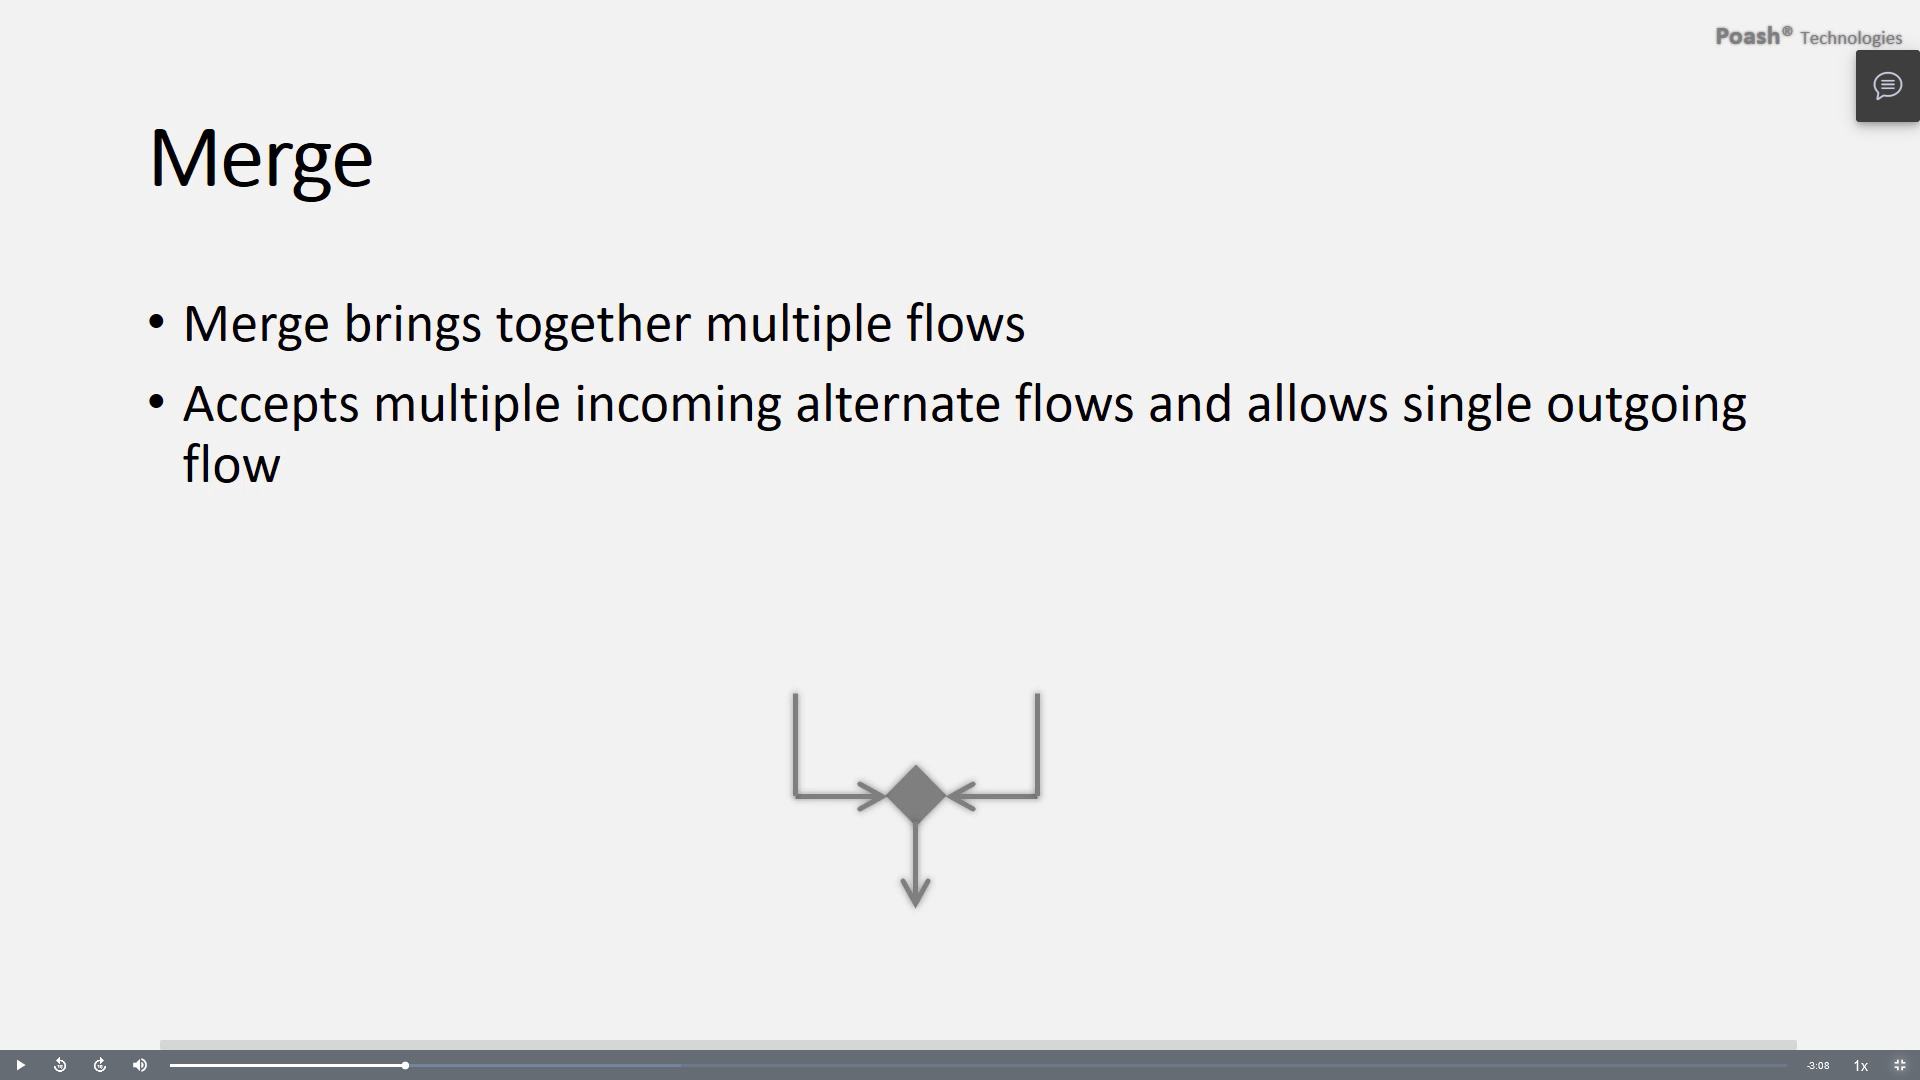 Poash® Technologies
Merge
• Merge brings together multiple flows
• Accepts multiple incoming alternate flows and allows single outgoing
flow
-3:08 1x